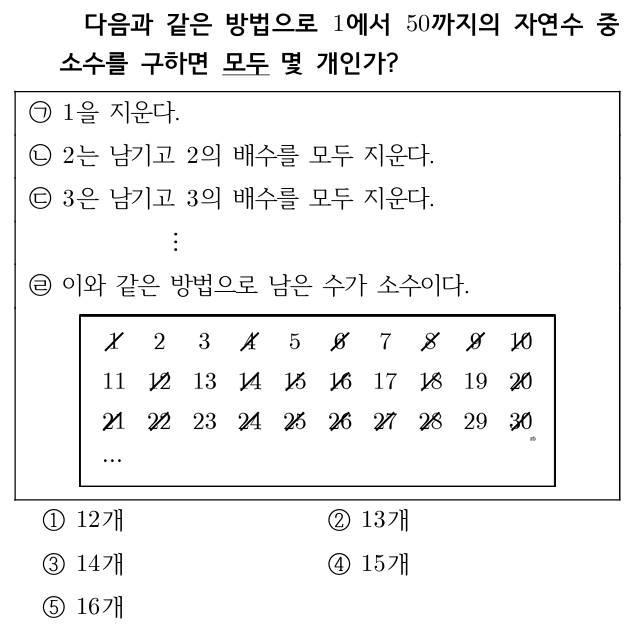 다음과 같은 방법으로 1에서 50까지의 자연수 중
소수를 구하면 모두 몇 개인가?
㉠ 1을 지운다.
㉡ 2는 남기고 2의 배수를 모두 지운다.
㉢ 3은 남기고 3의 배수를 모두 지운다.
⋮
㉣ 이와 같은 방법으로 남은 수가 소수이다.
1 2 3 4 5 6 7 8 9 10
11 12 13 14 15 16 17 18 19 20
21 22 23 24 25 26 27 28 29 30
...
① 12개 ② 13개
③ 14개 ④ 15개
⑤ 16개